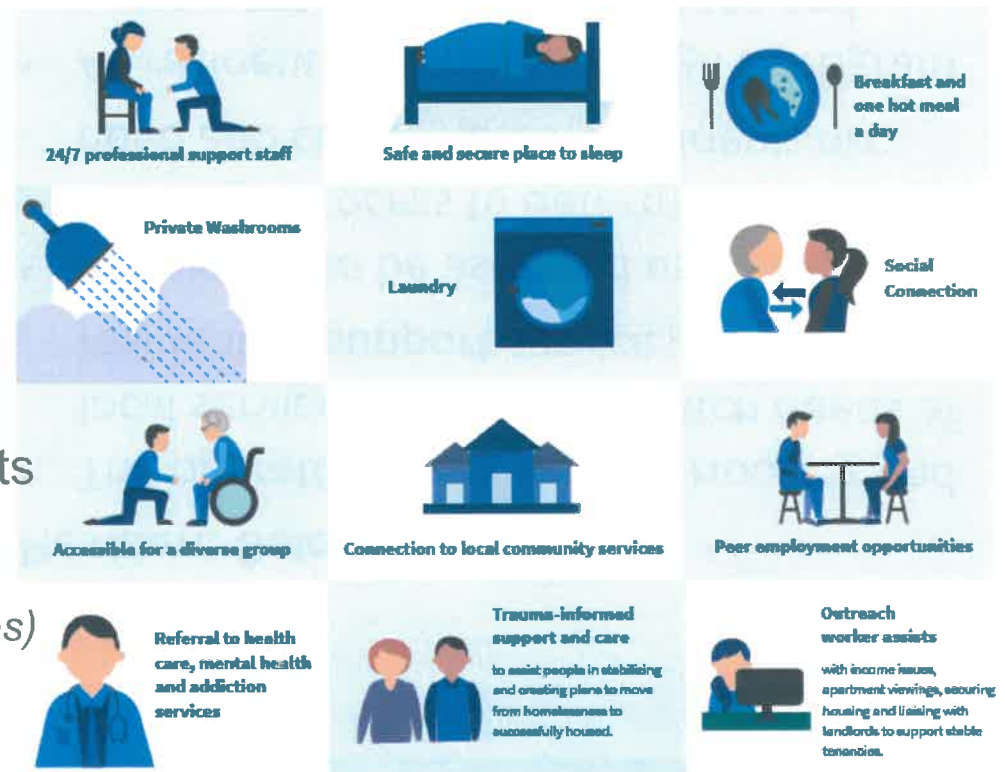 24/7 professional support staff
Safe and secure place to sleep
Breakfast and
one hot meal
a day
Private Washrooms
Laundry
Social
Connection
ts
Accessible for a diverse group
Connection to local community services
Peer employment opportunities
s)
Referral to health
care, mental health
and addiction
services
Trauma-informed
support and care
to assist people in stabilizing
and creating plans to move
from homelessness to
successfully housed.
Outreach
worker assists
with income issues,
apartment viewings, securing
housing and liaising with
landlords to support stable
tenancies.